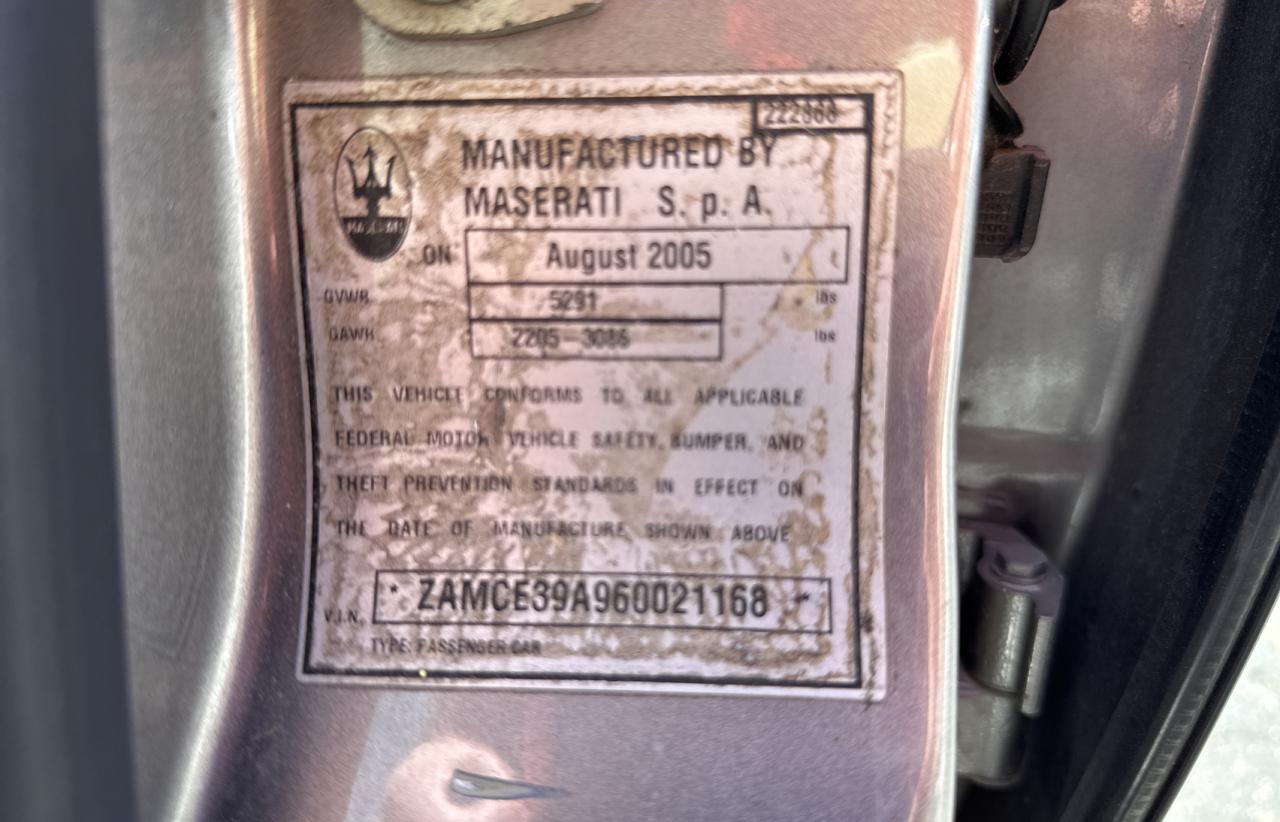 222868
MANUFACTURED BY
MASERATI S. p. A.
MASERATI
ON August 2005
GVWR 5291 lbs
GAWR 2205-3086 lbs
THIS VEHICLE CONFORMS TO ALL APPLICABLE
FEDERAL MOTOR VEHICLE SAFETY, BUMPER, AND
THEFT PREVENTION STANDARDS IN EFFECT ON
THE DATE OF MANUFACTURE SHOWN ABOVE
V.I.N. * ZAMCE39A960021168 *
TYPE: PASSENGER CAR